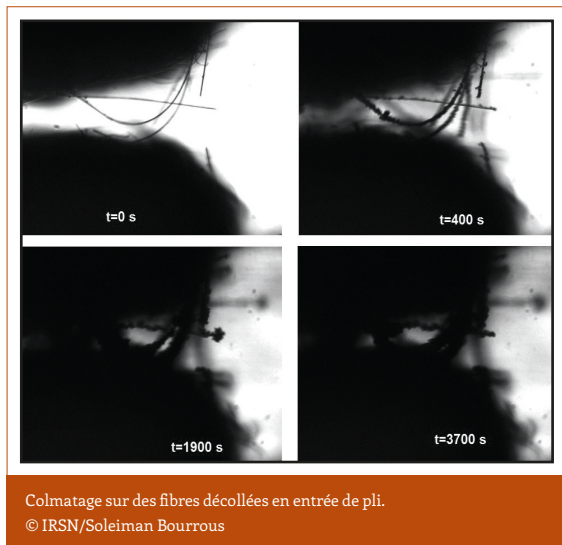 t=0 s
t=400 s
t=1900 s
t=3700 s
Colmatage sur des fibres décollées en entrée de pli.
© IRSN/Soleiman Bourrous